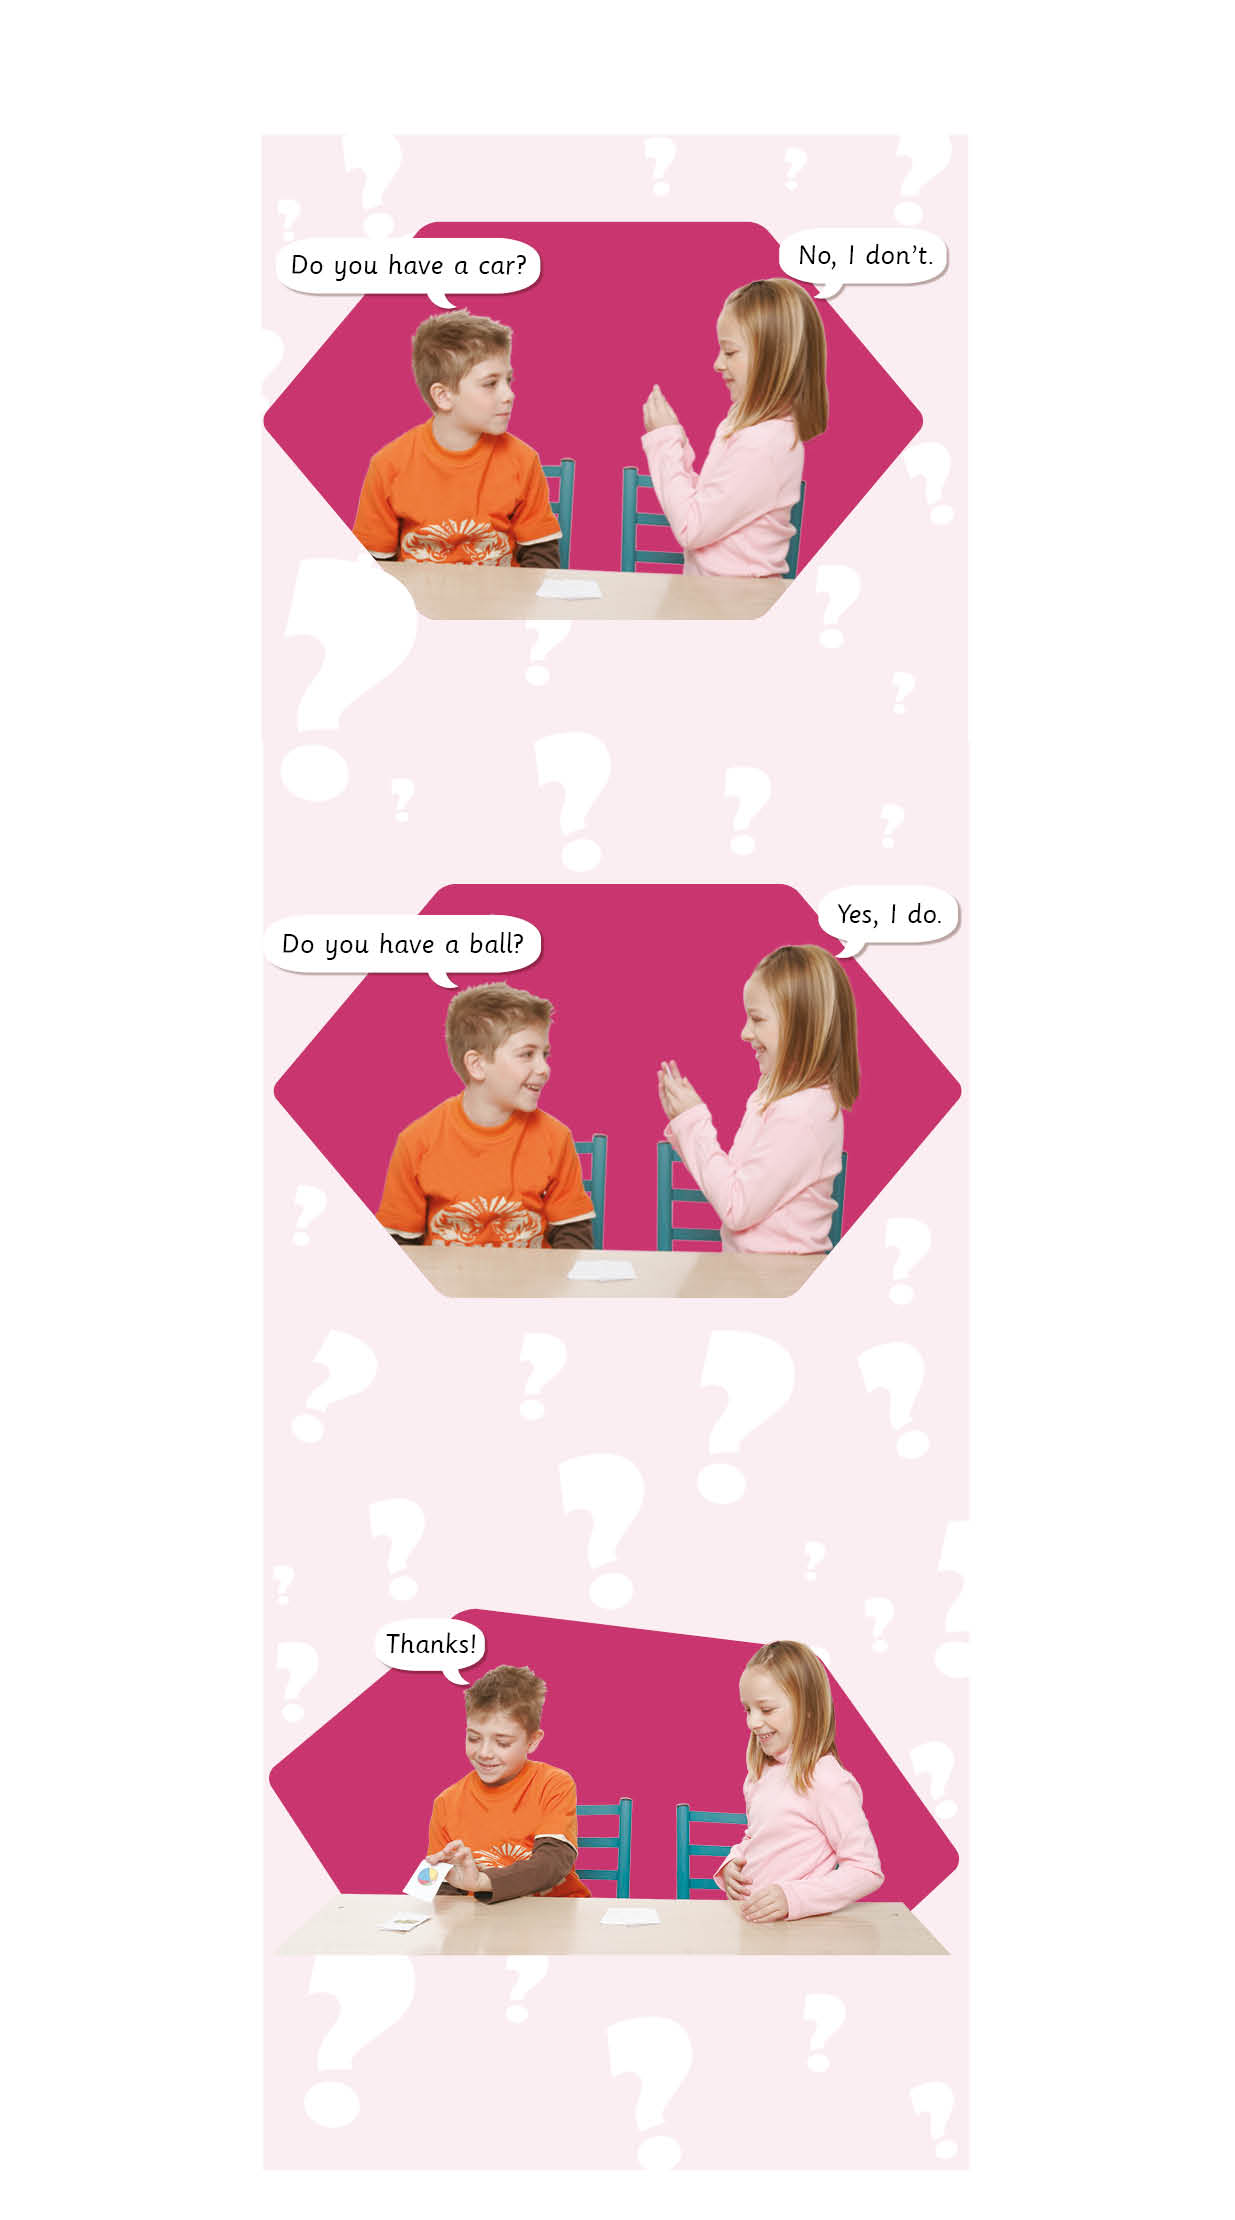 Do you have a car?
No, I don't.
Do you have a ball?
Yes, I do.
Thanks!